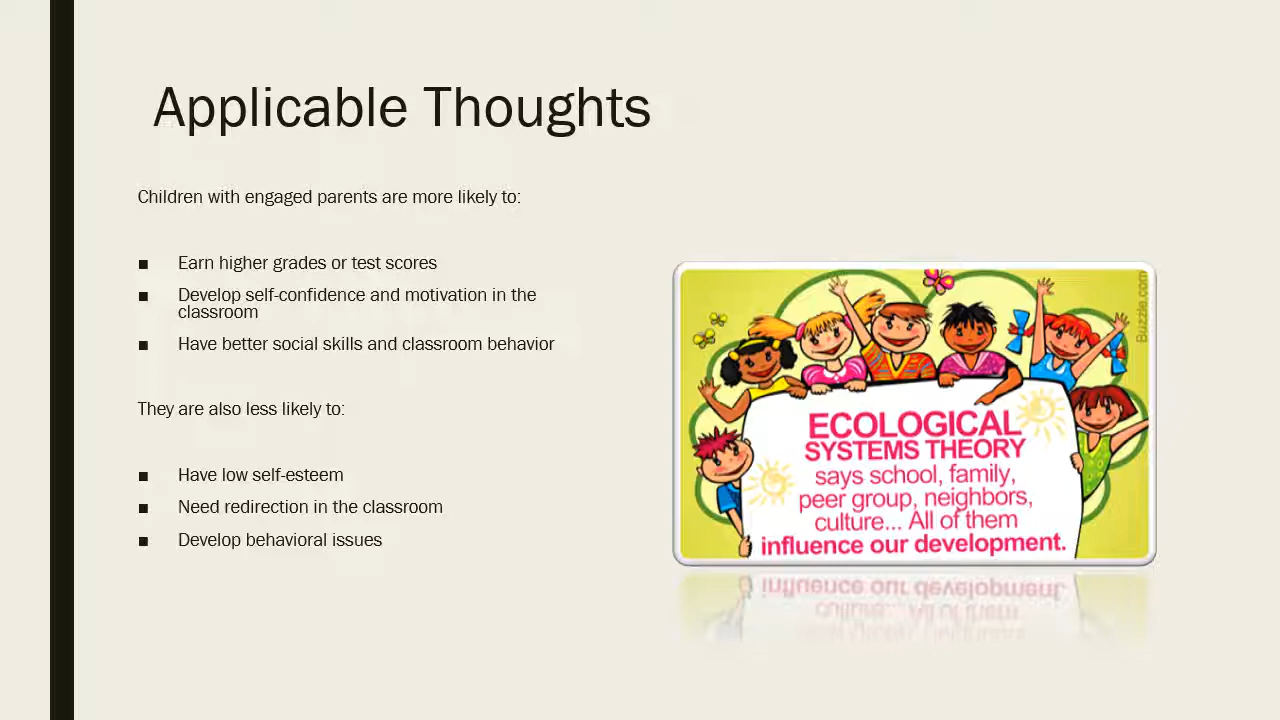 Applicable Thoughts
Children with engaged parents are more likely to:
■ Earn higher grades or test scores
■ Develop self-confidence and motivation in the
classroom
■ Have better social skills and classroom behavior
They are also less likely to:
■ Have low self-esteem
■ Need redirection in the classroom
■ Develop behavioral issues
Buzzle.com
ECOLOGICAL
SYSTEMS THEORY
says school, family,
peer group, neighbors,
culture... All of them
influence our development.